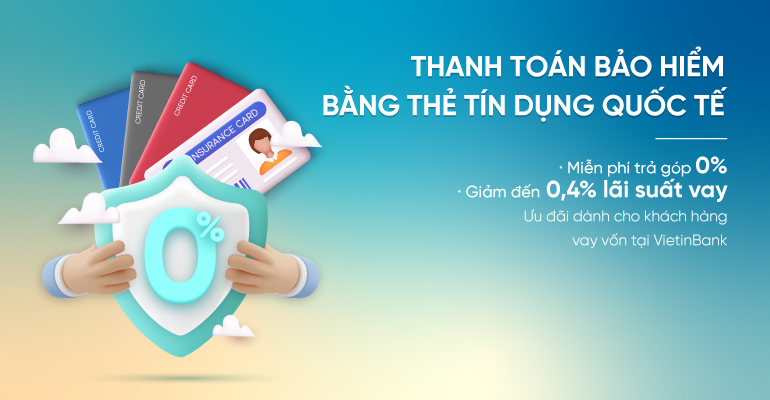 THANH TOÁN BẢO HIỂM
BẰNG THẺ TÍN DỤNG QUỐC TẾ
· Miễn phí trả góp 0%
· Giảm đến 0,4% lãi suất vay
Ưu đãi dành cho khách hàng
vay vốn tại VietinBank
CREDIT CARD
CREDIT CARD
CREDIT CARD
INSURANCE CARD
0%